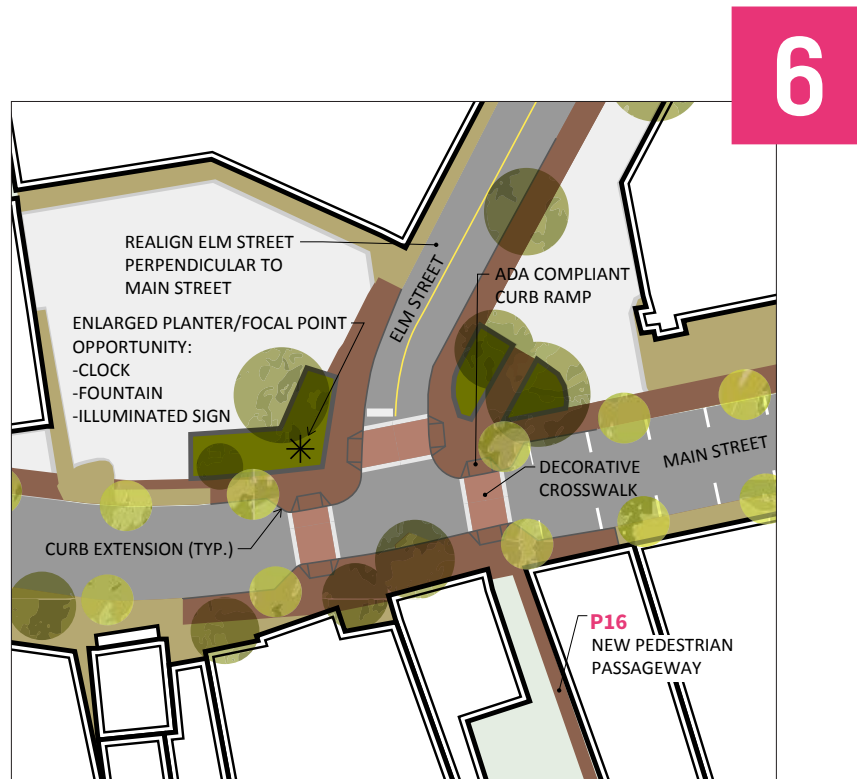 6
REALIGN ELM STREET
PERPENDICULAR TO
MAIN STREET
ELM STREET
ADA COMPLIANT
CURB RAMP
ENLARGED PLANTER/FOCAL POINT
OPPORTUNITY:
-CLOCK
-FOUNTAIN
-ILLUMINATED SIGN
MAIN STREET
DECORATIVE
CROSSWALK
CURB EXTENSION (TYP.)
P16
NEW PEDESTRIAN
PASSAGEWAY